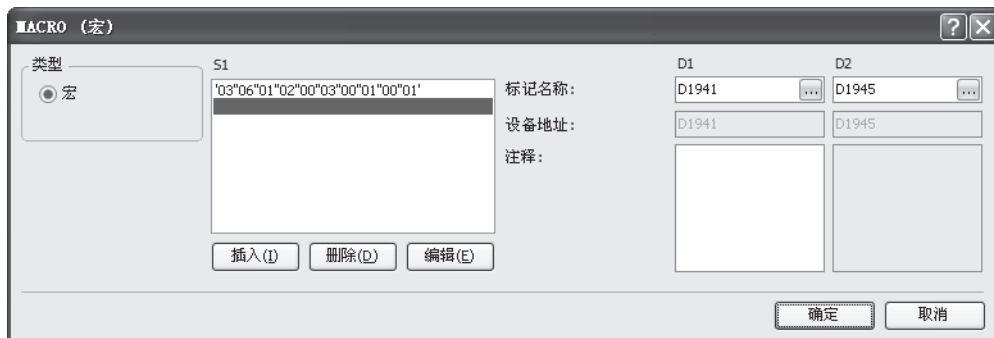 MACRO （宏）
类型
宏
S1
'03"06"01"02"00"03"00"01"00"01'
插入(I) 删除(D) 编辑(E)
D1 D2
标记名称： D1941 ... D1945 ...
设备地址： D1941 D1945
注释：
确定 取消